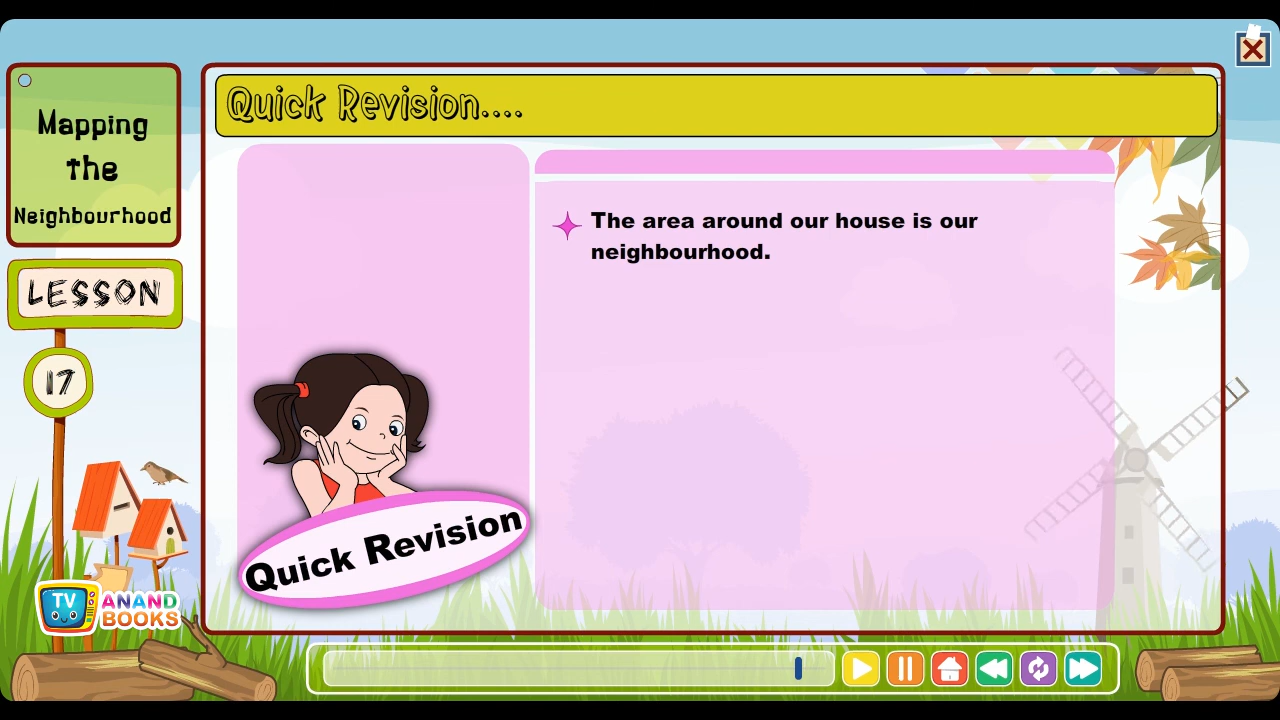 Quick Revision....
Mapping
the
Neighbourhood
LESSON
17
The area around our house is our
neighbourhood.
Quick Revision
TV
ANAND
BOOKS